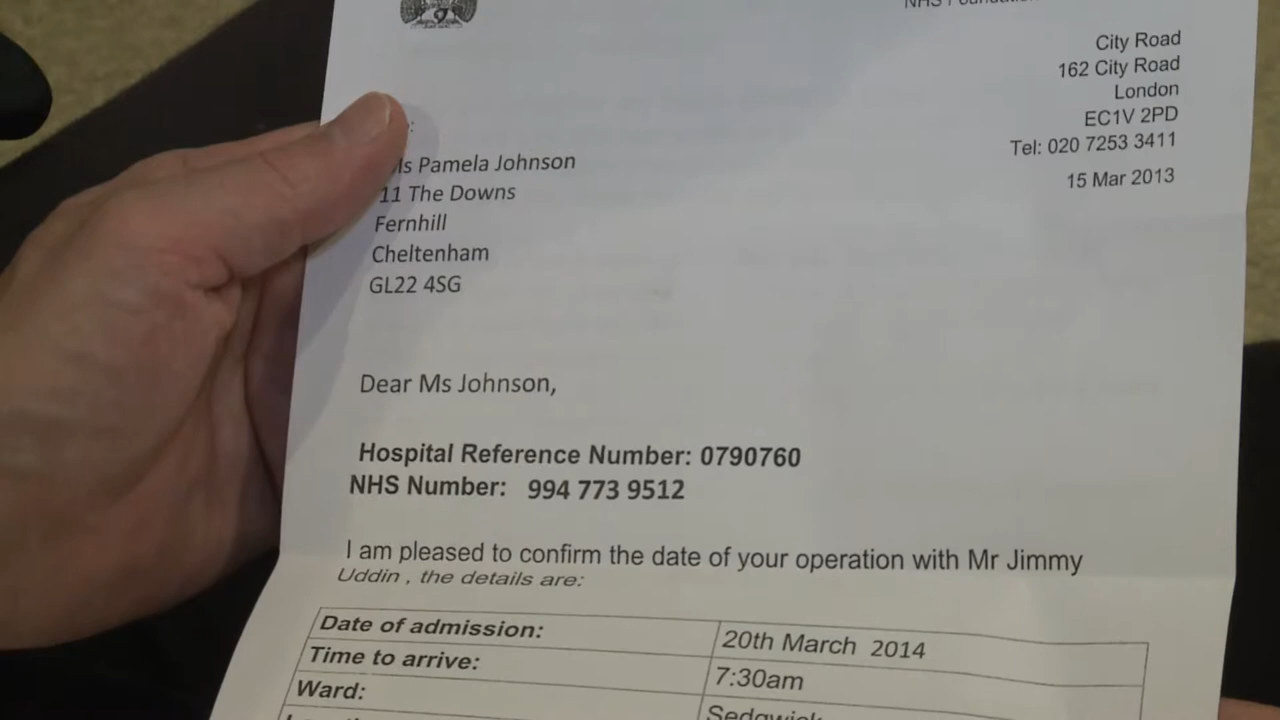 City Road
162 City Road
London
EC1V 2PD
Tel: 020 7253 3411
15 Mar 2013
Pamela Johnson
11 The Downs
Fernhill
Cheltenham
GL22 4SG
Dear Ms Johnson,
Hospital Reference Number: 0790760
NHS Number: 994 773 9512
I am pleased to confirm the date of your operation with Mr Jimmy
Uddin , the details are:
Date of admission: 20th March 2014
Time to arrive: 7:30am
Ward: Sedgwick